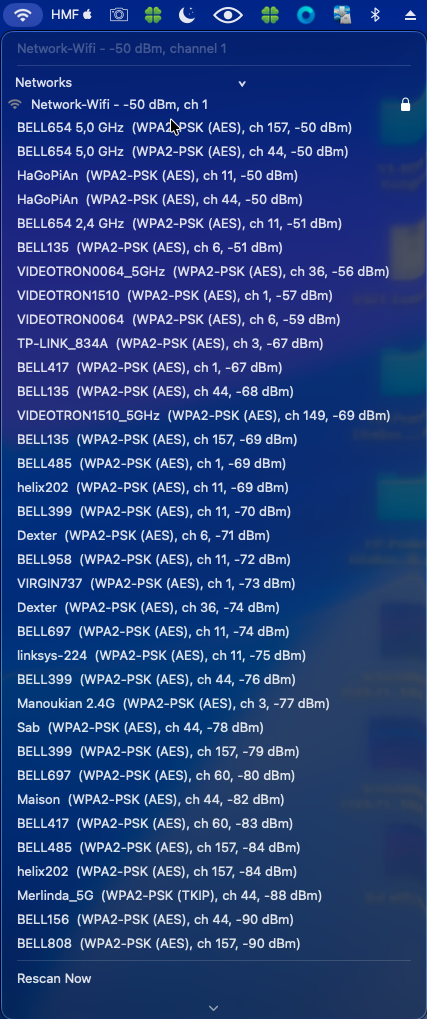 HMF
Network-Wifi - -50 dBm, channel 1
Networks
Network-Wifi - -50 dBm, ch 1
BELL654 5,0 GHz (WPA2-PSK (AES), ch 157, -50 dBm)
BELL654 5,0 GHz (WPA2-PSK (AES), ch 44, -50 dBm)
HaGoPiAn (WPA2-PSK (AES), ch 11, -50 dBm)
HaGoPiAn (WPA2-PSK (AES), ch 44, -50 dBm)
BELL654 2,4 GHz (WPA2-PSK (AES), ch 11, -51 dBm)
BELL135 (WPA2-PSK (AES), ch 6, -51 dBm)
VIDEOTRON0064_5GHz (WPA2-PSK (AES), ch 36, -56 dBm)
VIDEOTRON1510 (WPA2-PSK (AES), ch 1, -57 dBm)
VIDEOTRON0064 (WPA2-PSK (AES), ch 6, -59 dBm)
TP-LINK_834A (WPA2-PSK (AES), ch 3, -67 dBm)
BELL417 (WPA2-PSK (AES), ch 1, -67 dBm)
BELL135 (WPA2-PSK (AES), ch 44, -68 dBm)
VIDEOTRON1510_5GHz (WPA2-PSK (AES), ch 149, -69 dBm)
BELL135 (WPA2-PSK (AES), ch 157, -69 dBm)
BELL485 (WPA2-PSK (AES), ch 1, -69 dBm)
helix202 (WPA2-PSK (AES), ch 11, -69 dBm)
BELL399 (WPA2-PSK (AES), ch 11, -70 dBm)
Dexter (WPA2-PSK (AES), ch 6, -71 dBm)
BELL958 (WPA2-PSK (AES), ch 11, -72 dBm)
VIRGIN737 (WPA2-PSK (AES), ch 1, -73 dBm)
Dexter (WPA2-PSK (AES), ch 36, -74 dBm)
BELL697 (WPA2-PSK (AES), ch 11, -74 dBm)
linksys-224 (WPA2-PSK (AES), ch 11, -75 dBm)
BELL399 (WPA2-PSK (AES), ch 44, -76 dBm)
Manoukian 2.4G (WPA2-PSK (AES), ch 3, -77 dBm)
Sab (WPA2-PSK (AES), ch 44, -78 dBm)
BELL399 (WPA2-PSK (AES), ch 157, -79 dBm)
BELL697 (WPA2-PSK (AES), ch 60, -80 dBm)
Maison (WPA2-PSK (AES), ch 44, -82 dBm)
BELL417 (WPA2-PSK (AES), ch 60, -83 dBm)
BELL485 (WPA2-PSK (AES), ch 157, -84 dBm)
helix202 (WPA2-PSK (AES), ch 157, -84 dBm)
Merlinda_5G (WPA2-PSK (TKIP), ch 44, -88 dBm)
BELL156 (WPA2-PSK (AES), ch 44, -90 dBm)
BELL808 (WPA2-PSK (AES), ch 157, -90 dBm)
Rescan Now